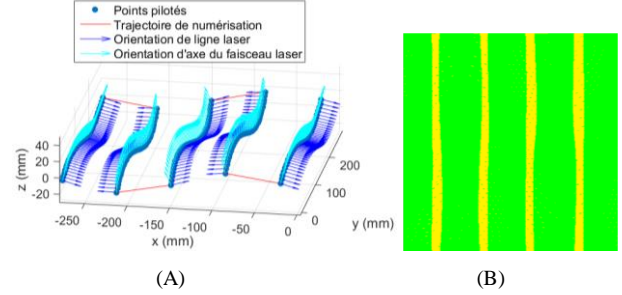 Points pilotés
Trajectoire de numérisation
Orientation de ligne laser
Orientation d'axe du faisceau laser
z (mm)
40
20
0
-20
-250
-200
-150
-100
-50
0
x (mm)
0
100
200
y (mm)
(A)
(B)